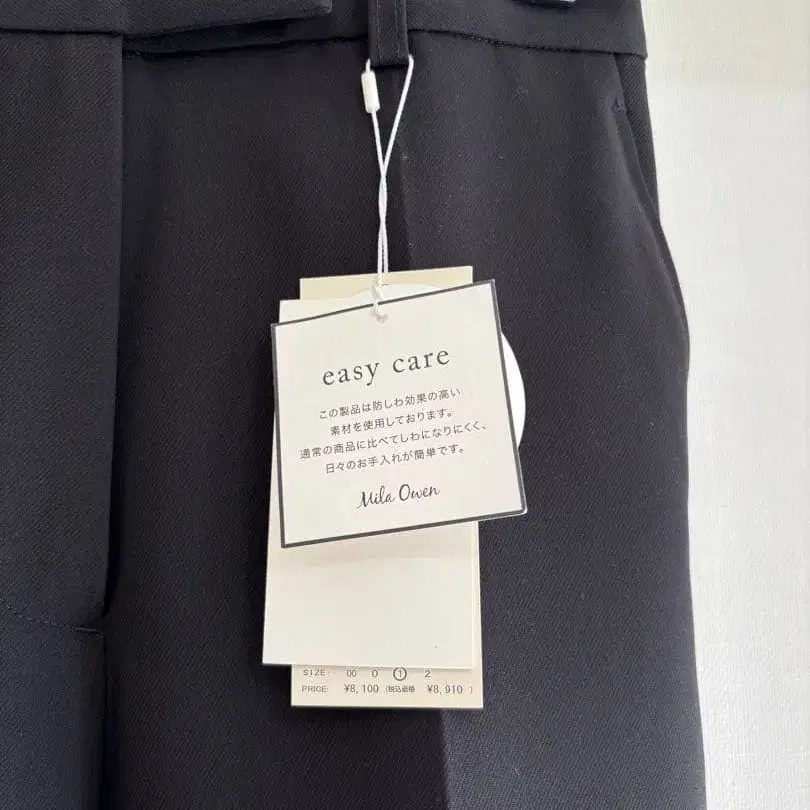 easy care
この製品は防しわ効果の高い
素材を使用しております。
通常の商品に比べてしわになりにくく、
日々のお手入れが簡単です。
Mila Owen
SIZE: 00 0 1 2
PRICE: ¥8,100 (税込価格 ¥8,910)